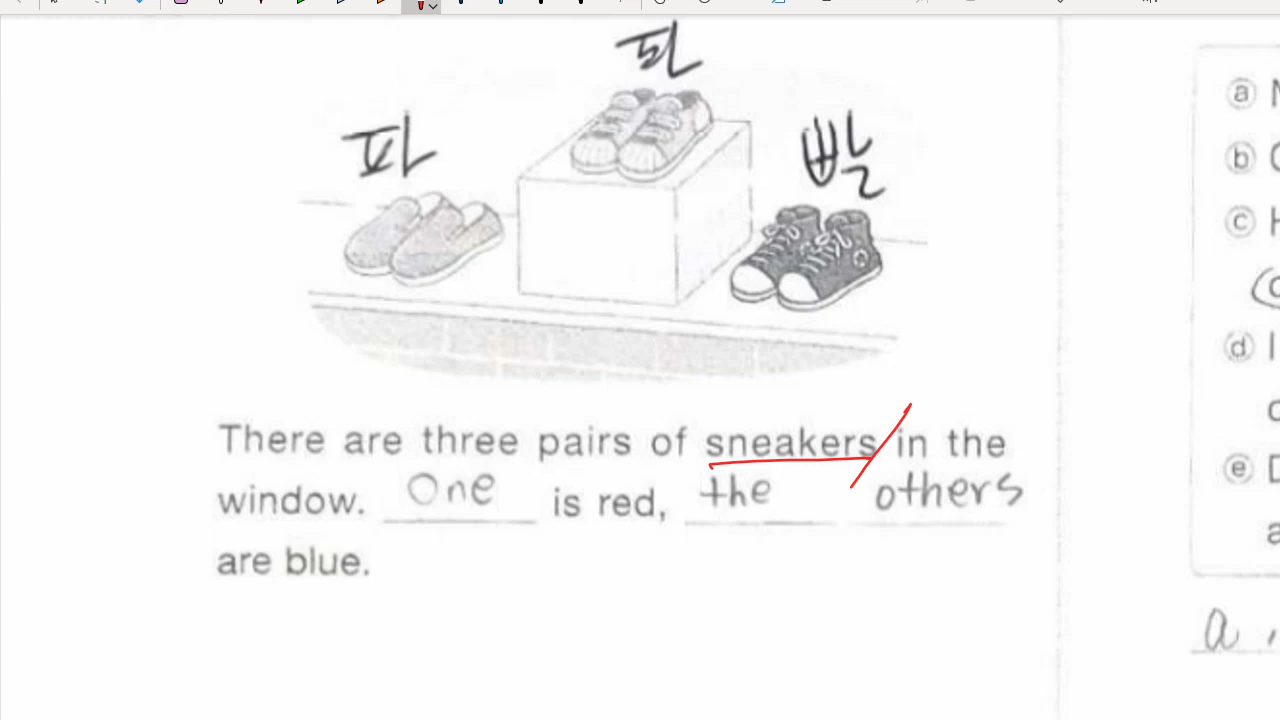 파
파
빨
There are three pairs of sneakers in the
window. One is red, the others
are blue.
ⓐ
ⓑ
ⓒ H
ⓓ I
ⓔ
a
a,